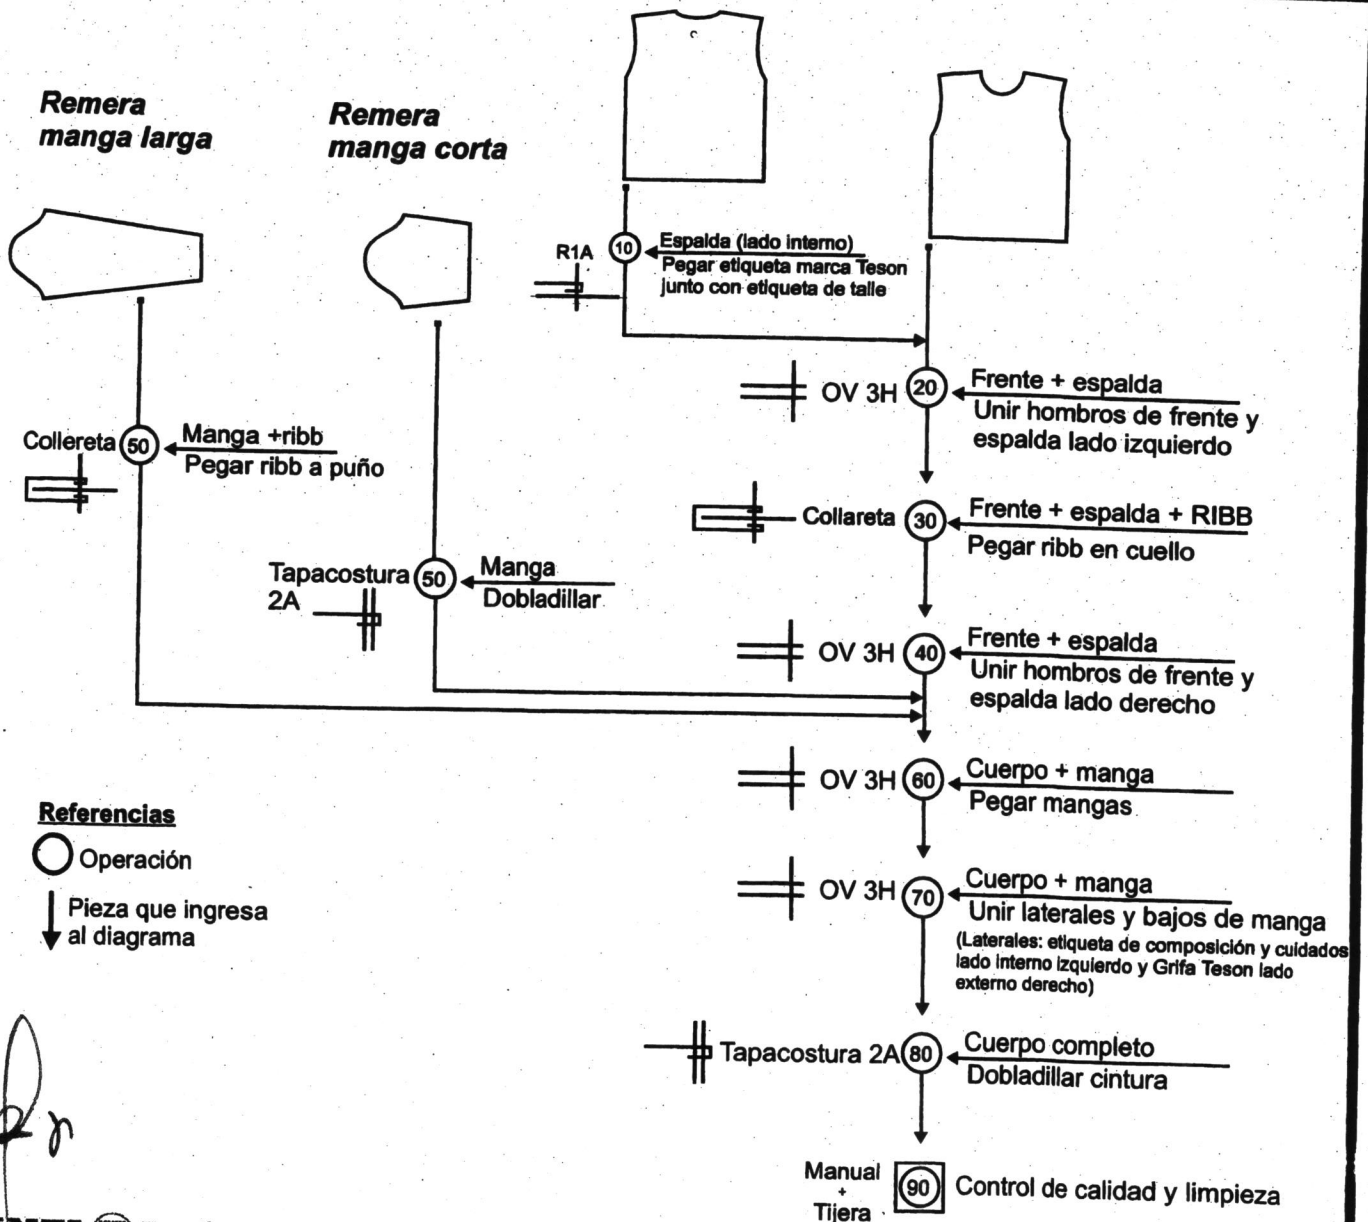 Remera
manga larga
Remera
manga corta
R1A
10
Espalda (lado interno)
Pegar etiqueta marca Teson
junto con etiqueta de talle
OV 3H
20
Frente + espalda
Unir hombros de frente y
espalda lado izquierdo
Collereta
50
Manga +ribb
Pegar ribb a puño
Collareta
30
Frente + espalda + RIBB
Pegar ribb en cuello
Tapacostura
2A
50
Manga
Dobladillar
OV 3H
40
Frente + espalda
Unir hombros de frente y
espalda lado derecho
OV 3H
60
Cuerpo + manga
Pegar mangas
Referencias
Operación
Pieza que ingresa
al diagrama
OV 3H
70
Cuerpo + manga
Unir laterales y bajos de manga
(Laterales: etiqueta de composición y cuidados
lado interno izquierdo y Grifa Teson lado
externo derecho)
Tapacostura 2A
80
Cuerpo completo
Dobladillar cintura
Manual
+
Tijera
90
Control de calidad y limpieza